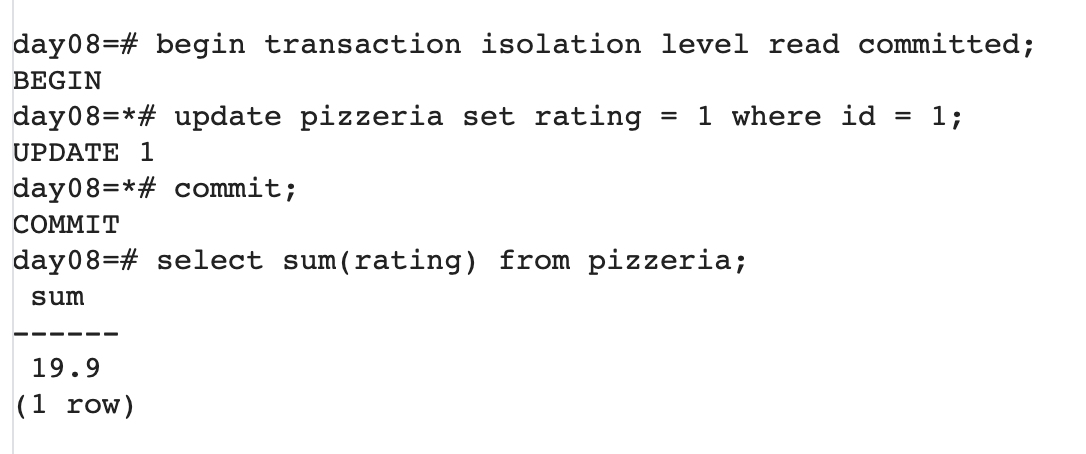 day08=# begin transaction isolation level read committed;
BEGIN
day08=*# update pizzeria set rating = 1 where id = 1;
UPDATE 1
day08=*# commit;
COMMIT
day08=# select sum(rating) from pizzeria;
 sum
------
 19.9
(1 row)